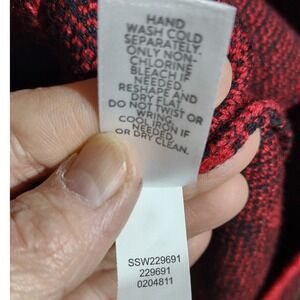 HAND
WASH COLD
SEPARATELY.
ONLY NON-
CHLORINE
BLEACH IF
NEEDED.
RESHAPE AND
DRY FLAT.
DO NOT TWIST OR
WRING.
COOL IRON IF
NEEDED
OR DRY CLEAN.
SSW229691
229691
0204811